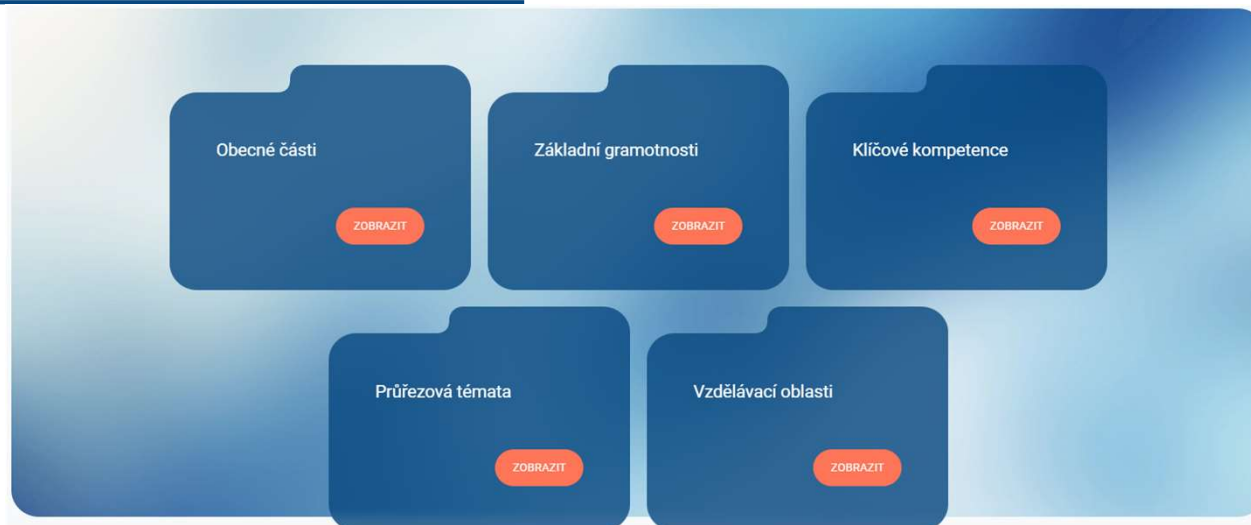 Obecné části
ZOBRAZIT
Základní gramotnosti
ZOBRAZIT
Klíčové kompetence
ZOBRAZIT
Průřezová témata
ZOBRAZIT
Vzdělávací oblasti
ZOBRAZIT